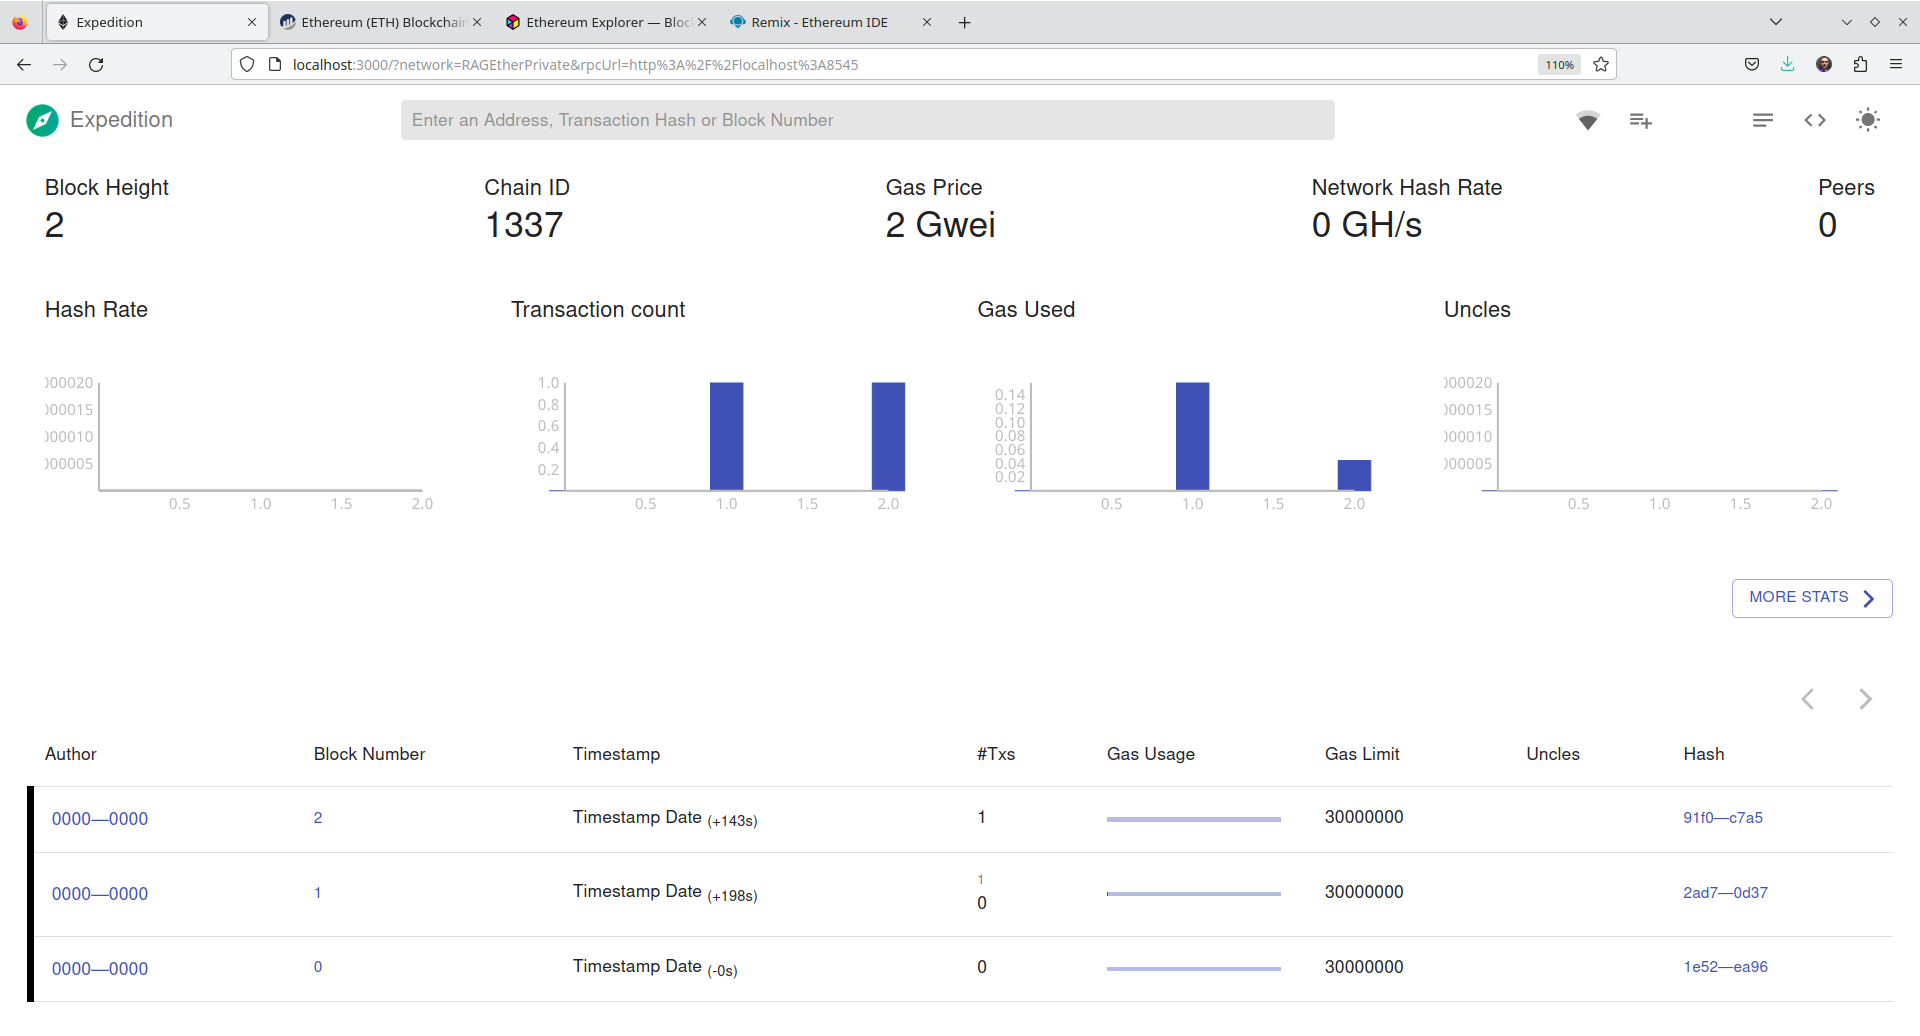 Expedition
Ethereum (ETH) Blockchain
Ethereum Explorer — Bloc
Remix - Ethereum IDE
localhost:3000/?network=RAGEtherPrivate&rpcUrl=http%3A%2F%2Flocalhost%3A8545
110%
Expedition
Enter an Address, Transaction Hash or Block Number
Block Height
2
Chain ID
1337
Gas Price
2 Gwei
Network Hash Rate
0 GH/s
Peers
0
Hash Rate
000020
000015
000010
000005
0.5 1.0 1.5 2.0
Transaction count
1.0
0.8
0.6
0.4
0.2
0.5 1.0 1.5 2.0
Gas Used
0.14
0.12
0.10
0.08
0.06
0.04
0.02
0.5 1.0 1.5 2.0
Uncles
000020
000015
000010
000005
0.5 1.0 1.5 2.0
MORE STATS
Author Block Number Timestamp #Txs Gas Usage Gas Limit Uncles Hash
0000—0000 2 Timestamp Date (+143s) 1 30000000 91f0—c7a5
1
0000—0000 1 Timestamp Date (+198s) 0 30000000 2ad7—0d37
0000—0000 0 Timestamp Date (-0s) 0 30000000 1e52—ea96